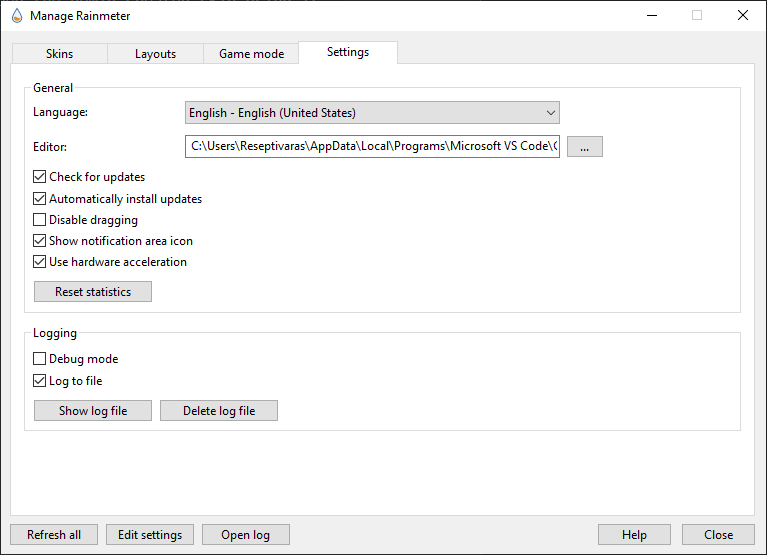 Manage Rainmeter
Skins Layouts Game mode Settings
General
Language: English - English (United States)
Editor: C:\Users\Reseptivaras\AppData\Local\Programs\Microsoft VS Code\C ...
Check for updates
Automatically install updates
Disable dragging
Show notification area icon
Use hardware acceleration
Reset statistics
Logging
Debug mode
Log to file
Show log file Delete log file
Refresh all Edit settings Open log Help Close